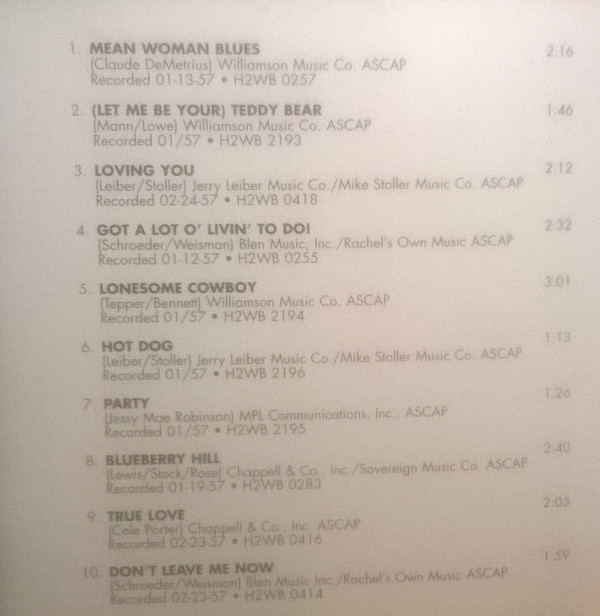 1. MEAN WOMAN BLUES 2:16
(Claude DeMetrius) Williamson Music Co. ASCAP
Recorded 01-13-57 • H2WB 0257
2. (LET ME BE YOUR) TEDDY BEAR 1:46
(Mann/Lowe) Williamson Music Co. ASCAP
Recorded 01/57 • H2WB 2193
3. LOVING YOU 2:12
(Leiber/Stoller) Jerry Leiber Music Co./Mike Stoller Music Co. ASCAP
Recorded 02-24-57 • H2WB 0418
4. GOT A LOT O' LIVIN' TO DO! 2:32
(Schroeder/Weisman) Blen Music, Inc./Rachel's Own Music ASCAP
Recorded 01-12-57 • H2WB 0255
5. LONESOME COWBOY 3:01
(Tepper/Bennett) Williamson Music Co. ASCAP
Recorded 01/57 • H2WB 2194
6. HOT DOG 1:13
(Leiber/Stoller) Jerry Leiber Music Co./Mike Stoller Music Co. ASCAP
Recorded 01/57 • H2WB 2196
7. PARTY 1:26
(Jessy Mae Robinson) MPL Communications, Inc., ASCAP
Recorded 01/57 • H2WB 2195
8. BLUEBERRY HILL 2:40
(Lewis/Stock/Rose) Chappell & Co., Inc./Sovereign Music Co. ASCAP
Recorded 01-19-57 • H2WB 0283
9. TRUE LOVE 2:05
(Cole Porter) Chappell & Co., Inc. ASCAP
Recorded 02-23-57 • H2WB 0416
10. DON'T LEAVE ME NOW 1:59
(Schroeder/Weisman) Blen Music Inc./Rachel's Own Music ASCAP
Recorded 02-23-57 • H2WB 0414